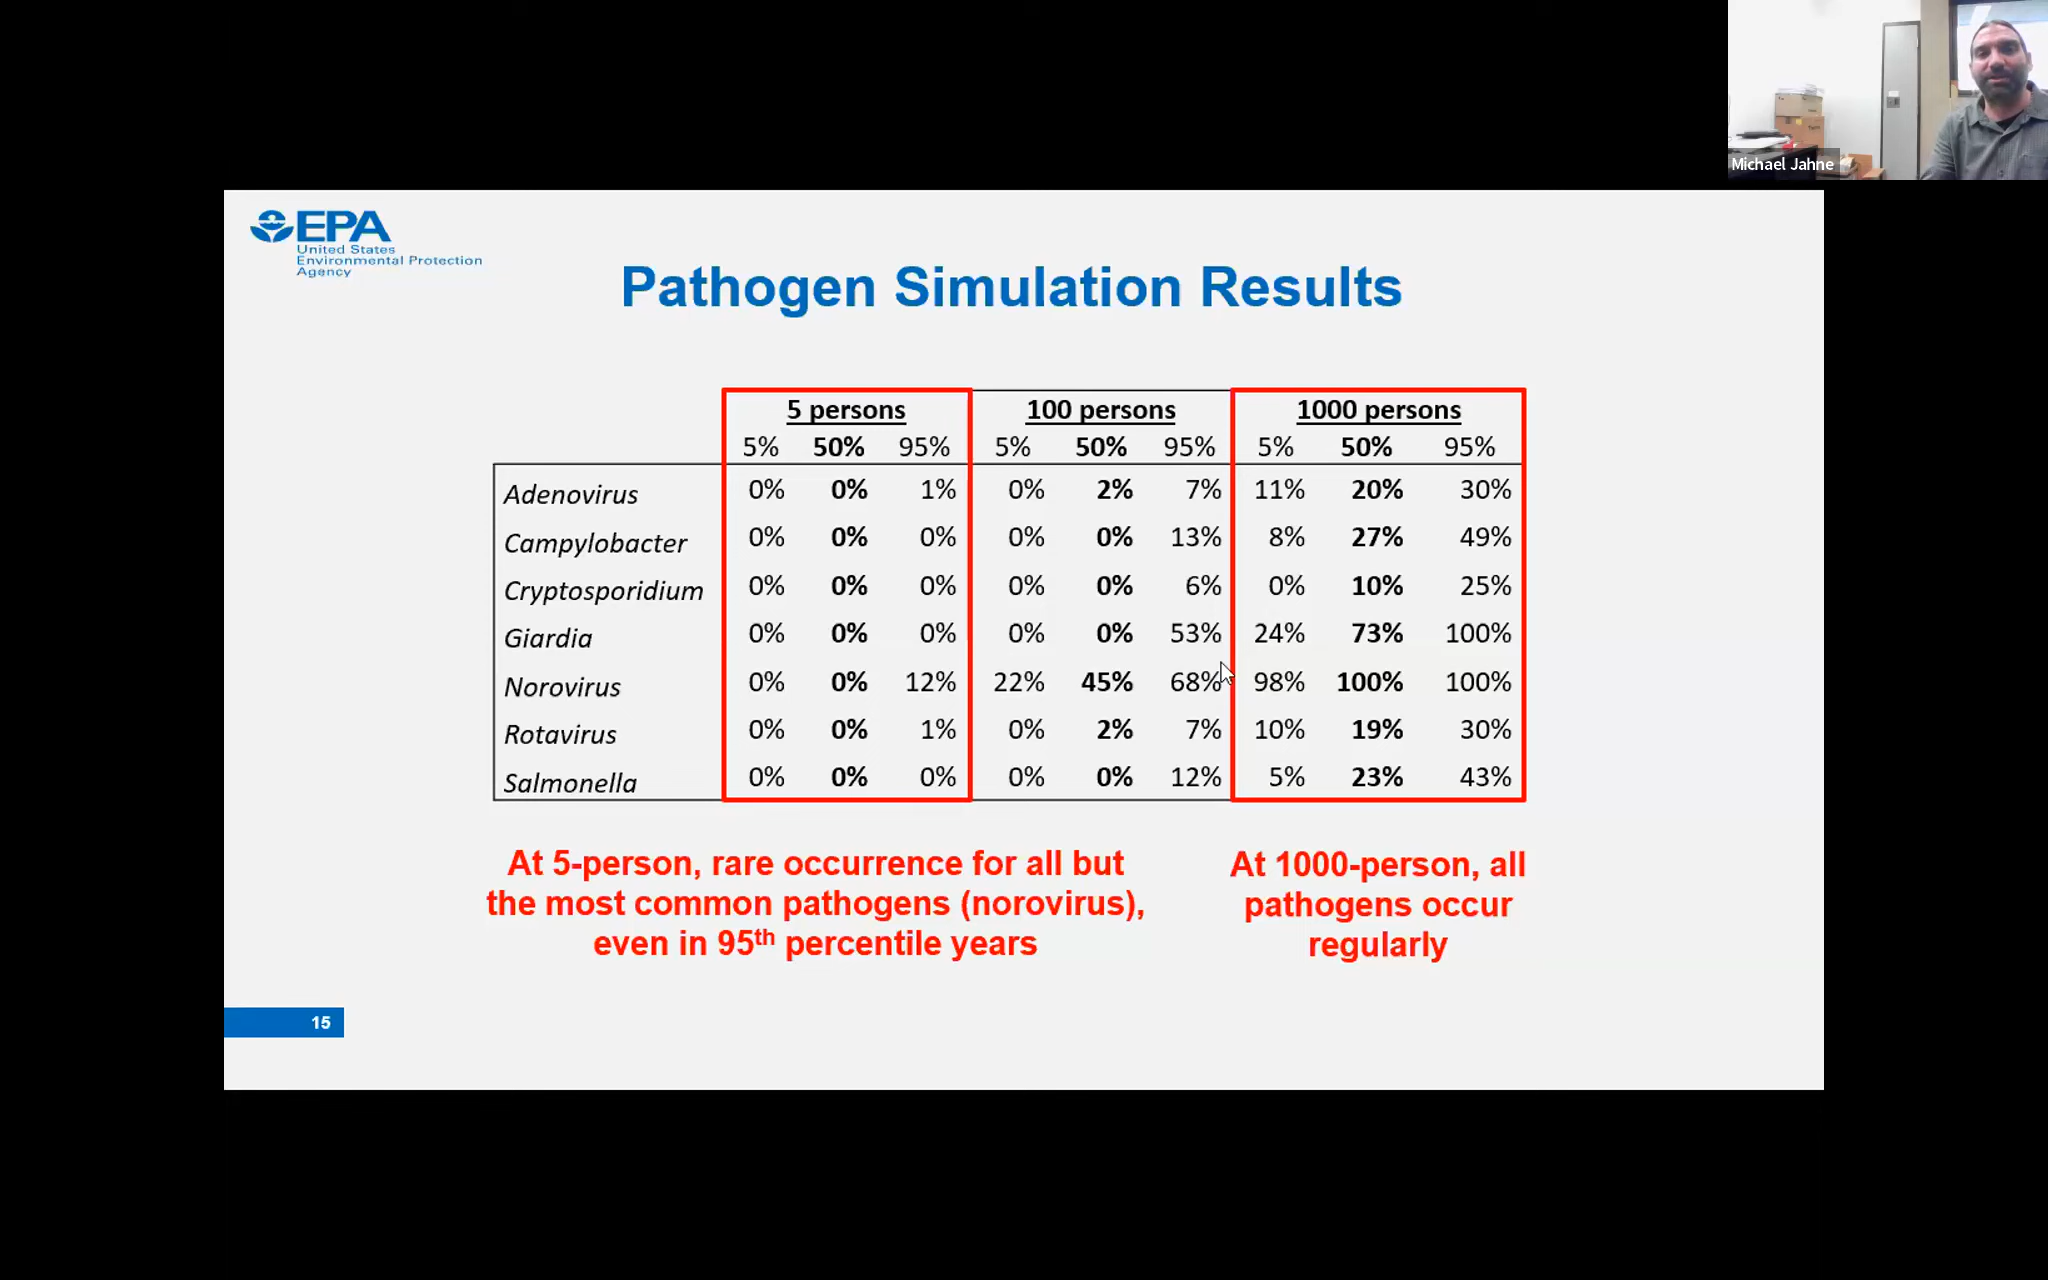 Michael Jahne
EPA
United States
Environmental Protection
Agency
Pathogen Simulation Results
5 persons 100 persons 1000 persons
5% 50% 95% 5% 50% 95% 5% 50% 95%
Adenovirus 0% 0% 1% 0% 2% 7% 11% 20% 30%
Campylobacter 0% 0% 0% 0% 0% 13% 8% 27% 49%
Cryptosporidium 0% 0% 0% 0% 0% 6% 0% 10% 25%
Giardia 0% 0% 0% 0% 0% 53% 24% 73% 100%
Norovirus 0% 0% 12% 22% 45% 68% 98% 100% 100%
Rotavirus 0% 0% 1% 0% 2% 7% 10% 19% 30%
Salmonella 0% 0% 0% 0% 0% 12% 5% 23% 43%
At 5-person, rare occurrence for all but
the most common pathogens (norovirus),
even in 95th percentile years
At 1000-person, all
pathogens occur
regularly
15